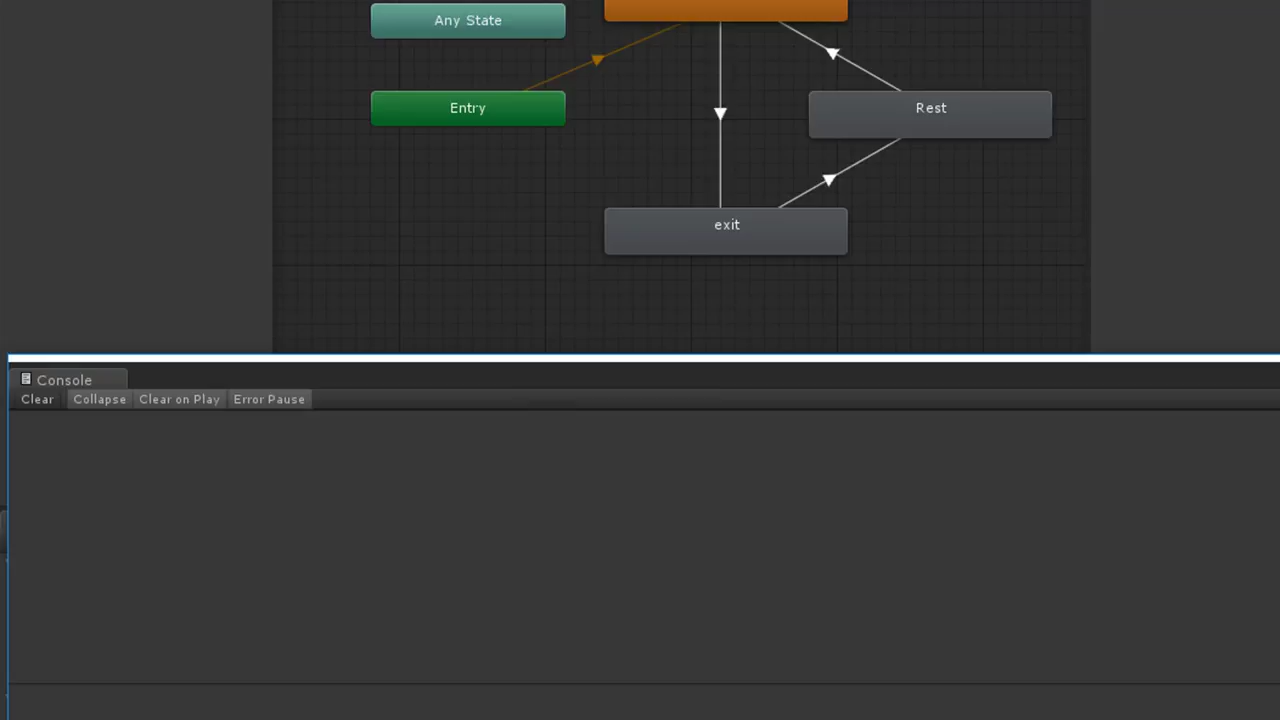 Any State
Entry
Rest
exit
Console
Clear
Collapse
Clear on Play
Error Pause